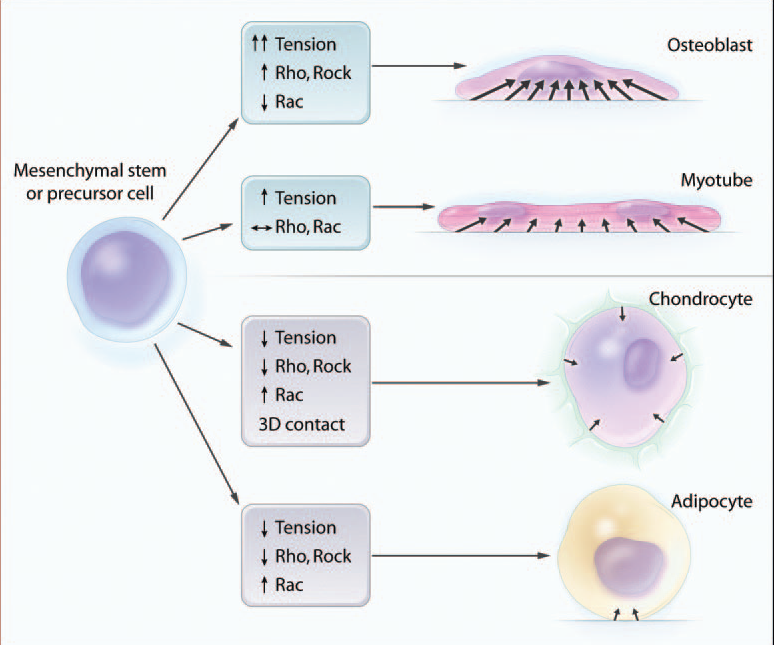 Mesenchymal stem
or precursor cell
↑↑ Tension
↑ Rho, Rock
↓ Rac
Osteoblast
↑ Tension
↔ Rho, Rac
Myotube
↓ Tension
↓ Rho, Rock
↑ Rac
3D contact
Chondrocyte
↓ Tension
↓ Rho, Rock
↑ Rac
Adipocyte